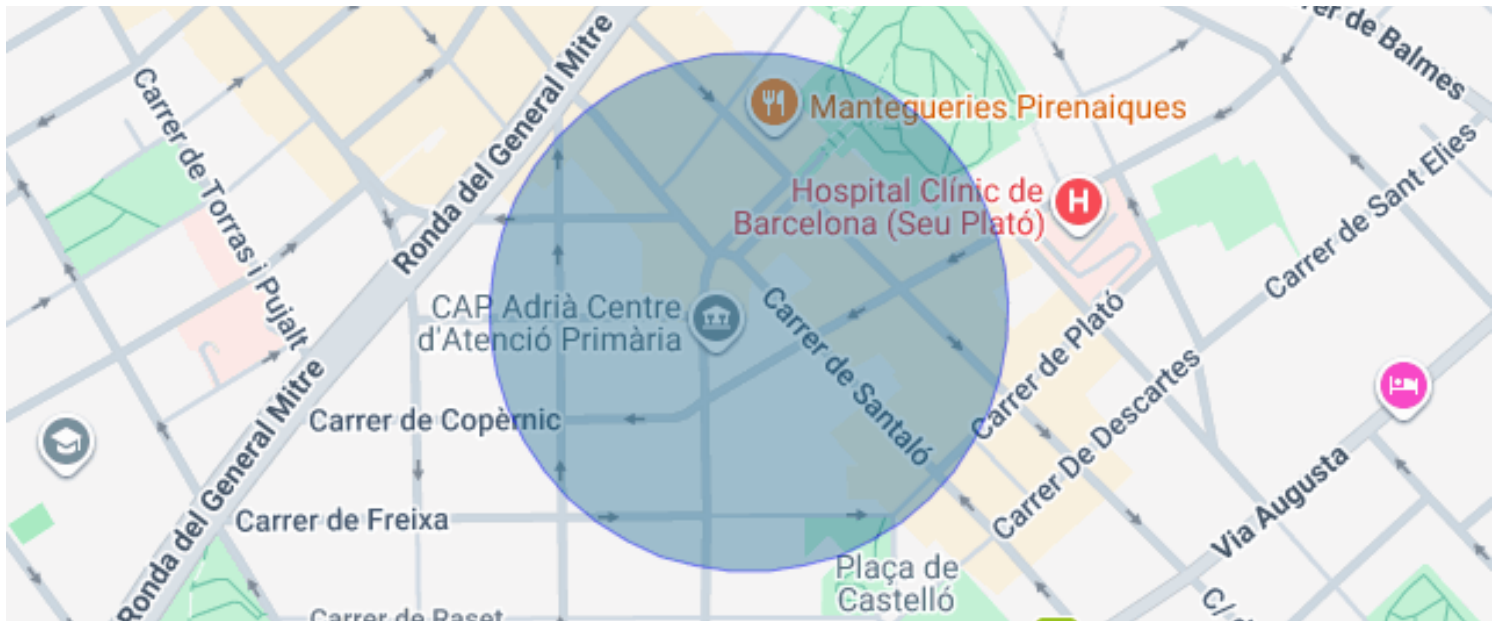 rer de Balmes
Ronda del General Mitre
Carrer de Torras i Pujalt
Mantegueries Pirenaiques
Hospital Clínic de
Barcelona (Seu Plató)
H
Carrer de Sant Elies
CAP Adrià Centre
d'Atenció Primària
Carrer de Santaló
Carrer de Plató
Carrer De Descartes
Ronda del General Mitre
Carrer de Copèrnic
Carrer de Freixa
Via Augusta
Plaça de
Castelló
Carrer de Raset
C/